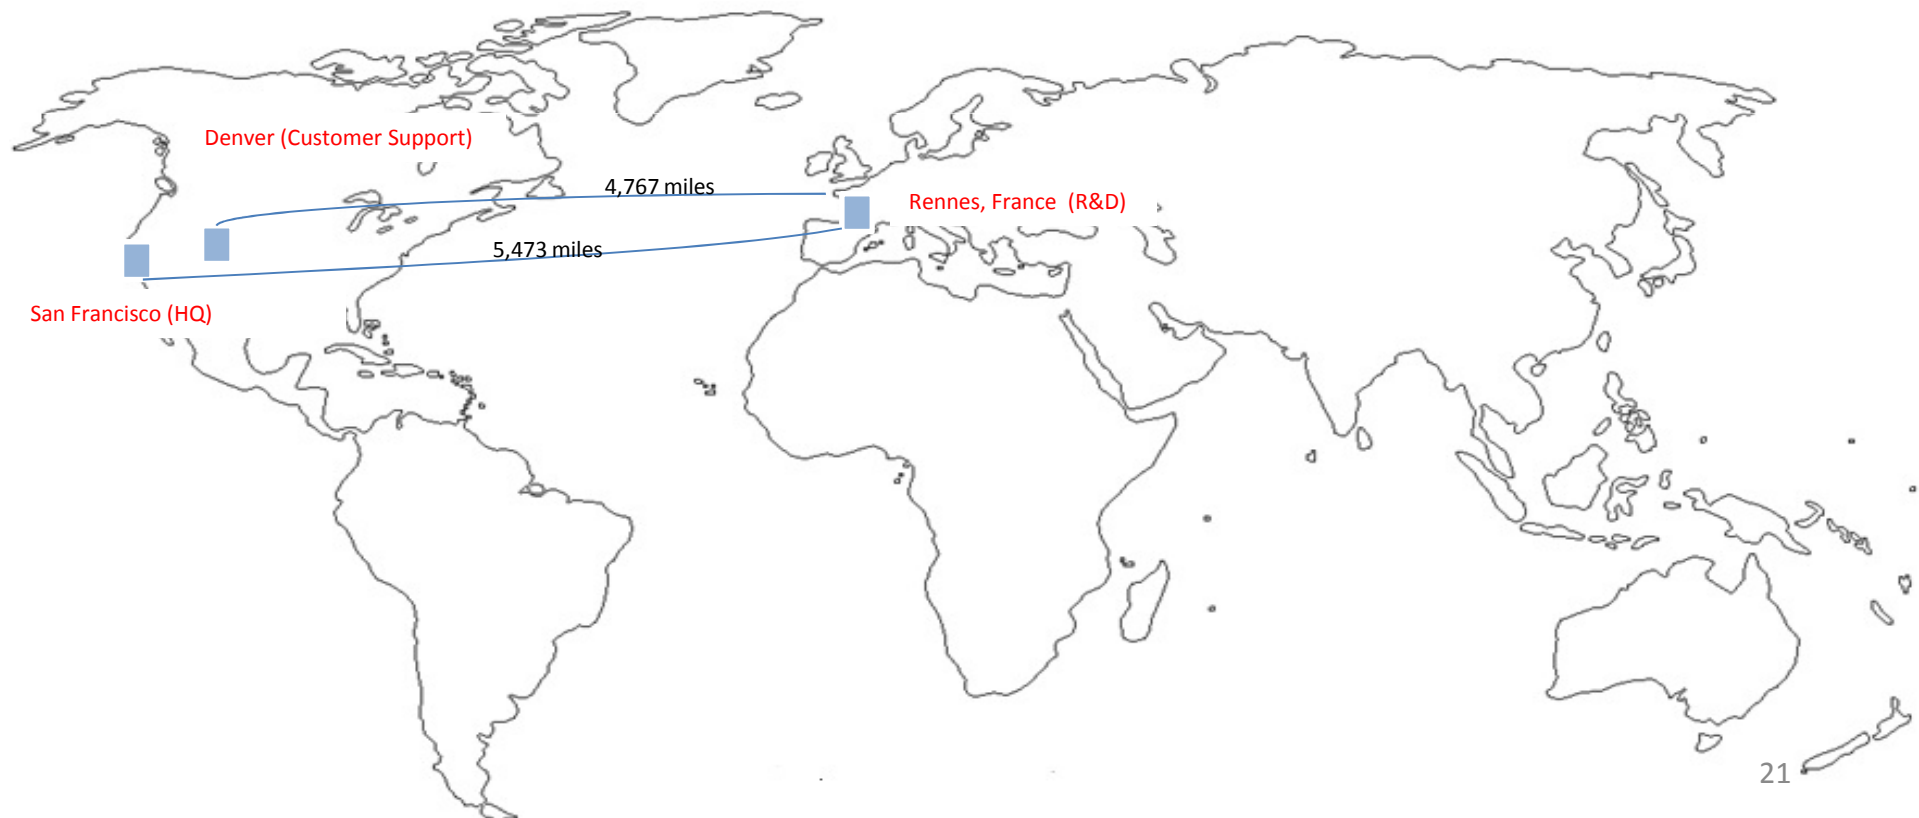 Denver (Customer Support)
4,767 miles
Rennes, France (R&D)
5,473 miles
San Francisco (HQ)
21